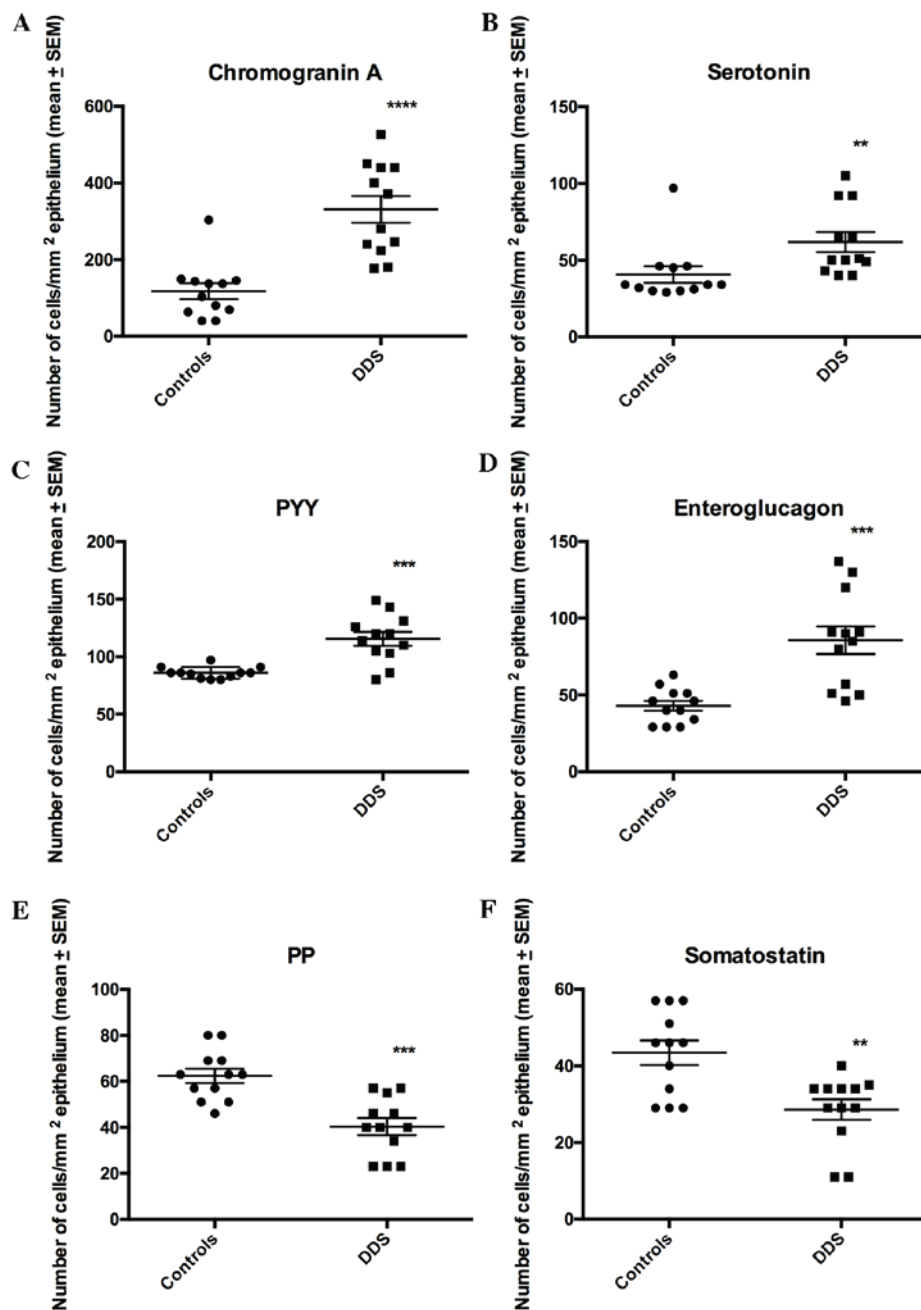 A
Chromogranin A
Number of cells/mm 2 epithelium (mean ± SEM)
****
600
400
200
0
Controls
DDS
B
Serotonin
Number of cells/mm 2 epithelium (mean ± SEM)
**
150
100
50
0
Controls
DDS
C
PYY
Number of cells/mm 2 epithelium (mean ± SEM)
***
200
150
100
50
0
Controls
DDS
D
Enteroglucagon
Number of cells/mm 2 epithelium (mean ± SEM)
***
150
100
50
0
Controls
DDS
E
PP
Number of cells/mm 2 epithelium (mean ± SEM)
***
100
80
60
40
20
0
Controls
DDS
F
Somatostatin
Number of cells/mm 2 epithelium (mean ± SEM)
**
60
40
20
0
Controls
DDS